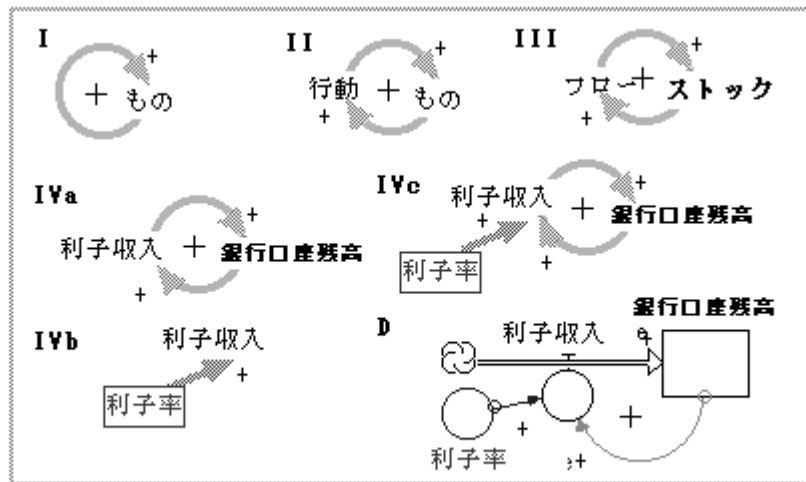 I
+
+
もの
II
+
行動
+
もの
+
III
+
フロー
+
ストック
+
IVa
+
利子収入
+
銀行口座残高
+
IVc
利子収入
+
+
+
銀行口座残高
利子率
+
IVb
利子収入
+
利子率
D
銀行口座残高
利子収入
+
+
+
利子率
+